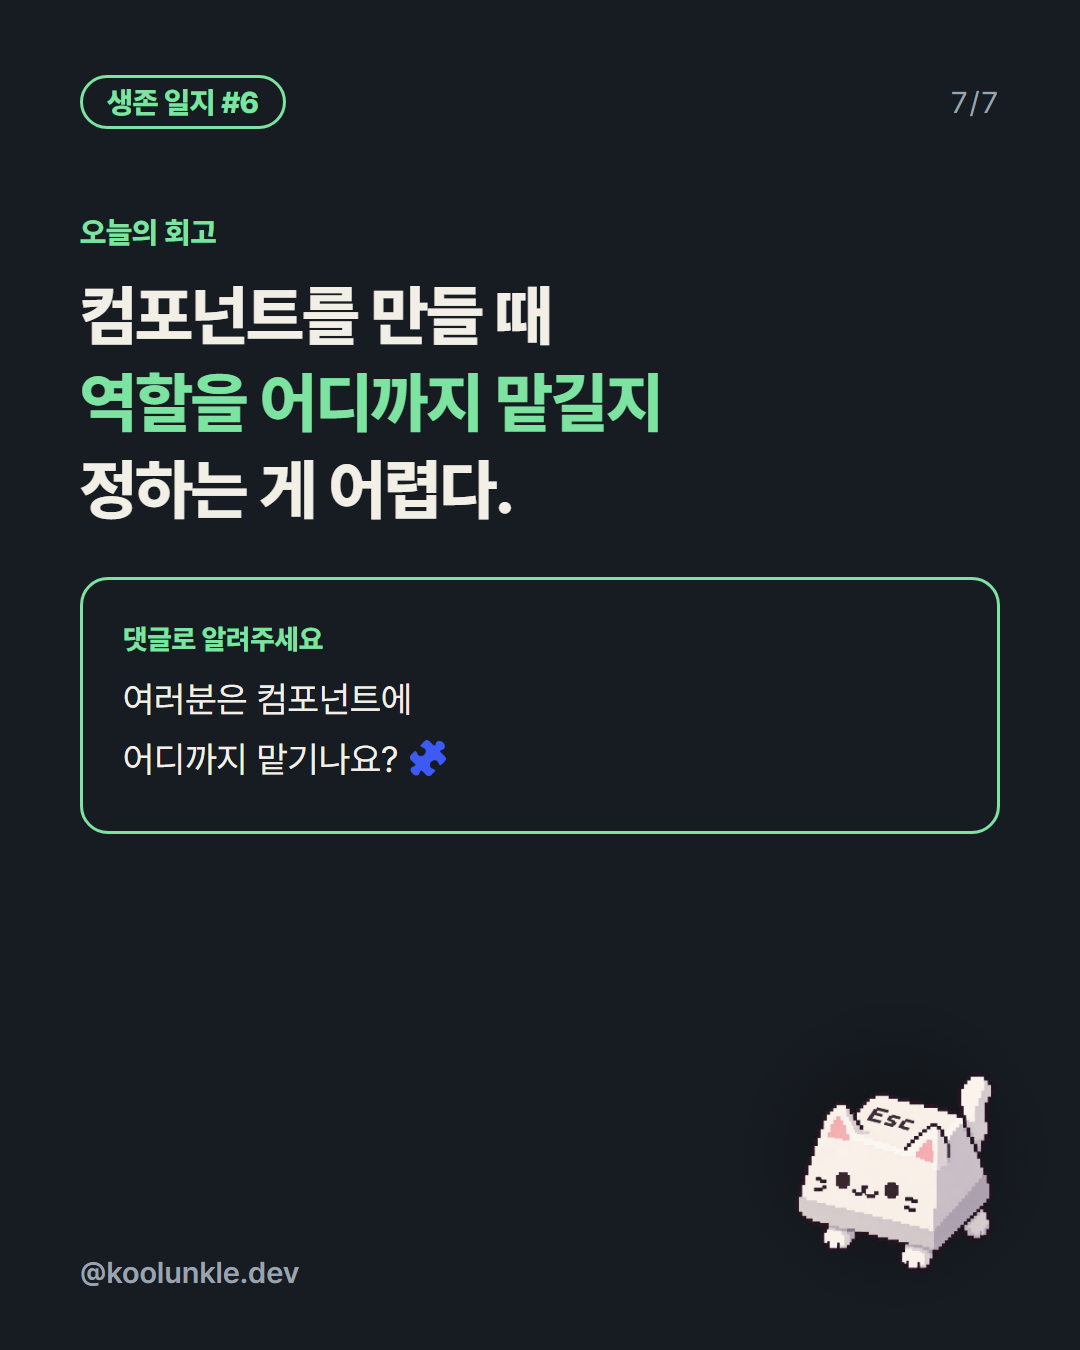 생존 일지 #6
7/7
오늘의 회고
컴포넌트를 만들 때
역할을 어디까지 맡길지
정하는 게 어렵다.
댓글로 알려주세요
여러분은 컴포넌트에
어디까지 맡기나요? 🧩
Esc
@koolunkle.dev